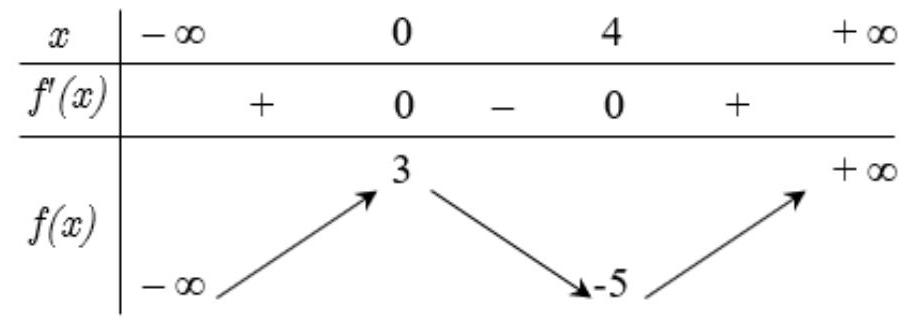 x − ∞ 0 4 + ∞
f'(x) + 0 − 0 +
3 + ∞
f(x)
− ∞ -5